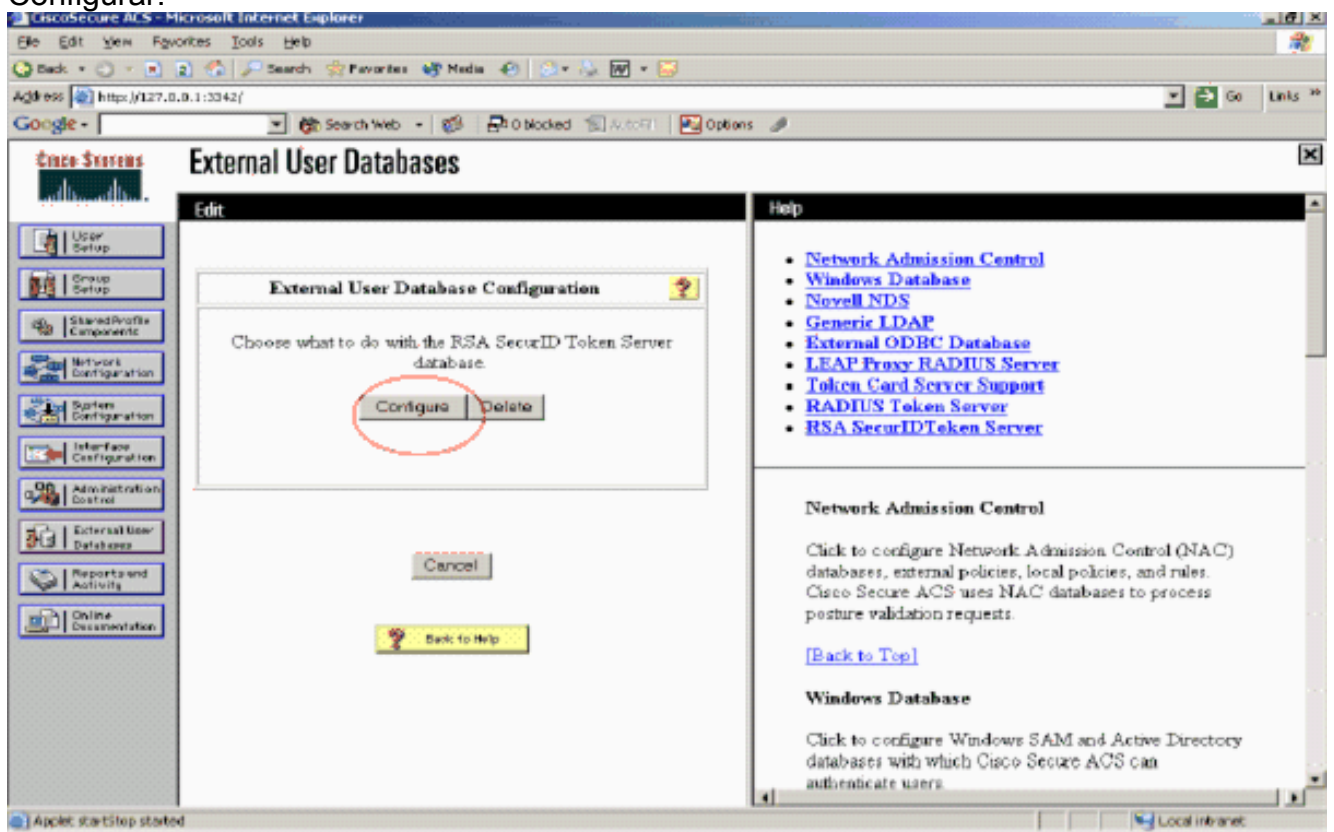 Configurar.
CiscoSecure ACS - Microsoft Internet Explorer
File Edit View Favorites Tools Help
Back Search Favorites Media
Address http://127.0.0.1:3342/ Go Links »
Google Search Web 0 blocked AutoFill Options
Cisco Systems
External User Databases
Edit
User Setup
Group Setup
Shared Profile Components
Network Configuration
System Configuration
Interface Configuration
Administration Control
External User Databases
Reports and Activity
Online Documentation
External User Database Configuration
Choose what to do with the RSA SecurID Token Server
database.
Configure Delete
Cancel
Back to Help
Help
• Network Admission Control
• Windows Database
• Novell NDS
• Generic LDAP
• External ODBC Database
• LEAP Proxy RADIUS Server
• Token Card Server Support
• RADIUS Token Server
• RSA SecurIDToken Server
Network Admission Control
Click to configure Network Admission Control (NAC)
databases, external policies, local policies, and rules.
Cisco Secure ACS uses NAC databases to process
posture validation requests.
[Back to Top]
Windows Database
Click to configure Windows SAM and Active Directory
databases with which Cisco Secure ACS can
authenticate users.
Applet startStop started
Local intranet